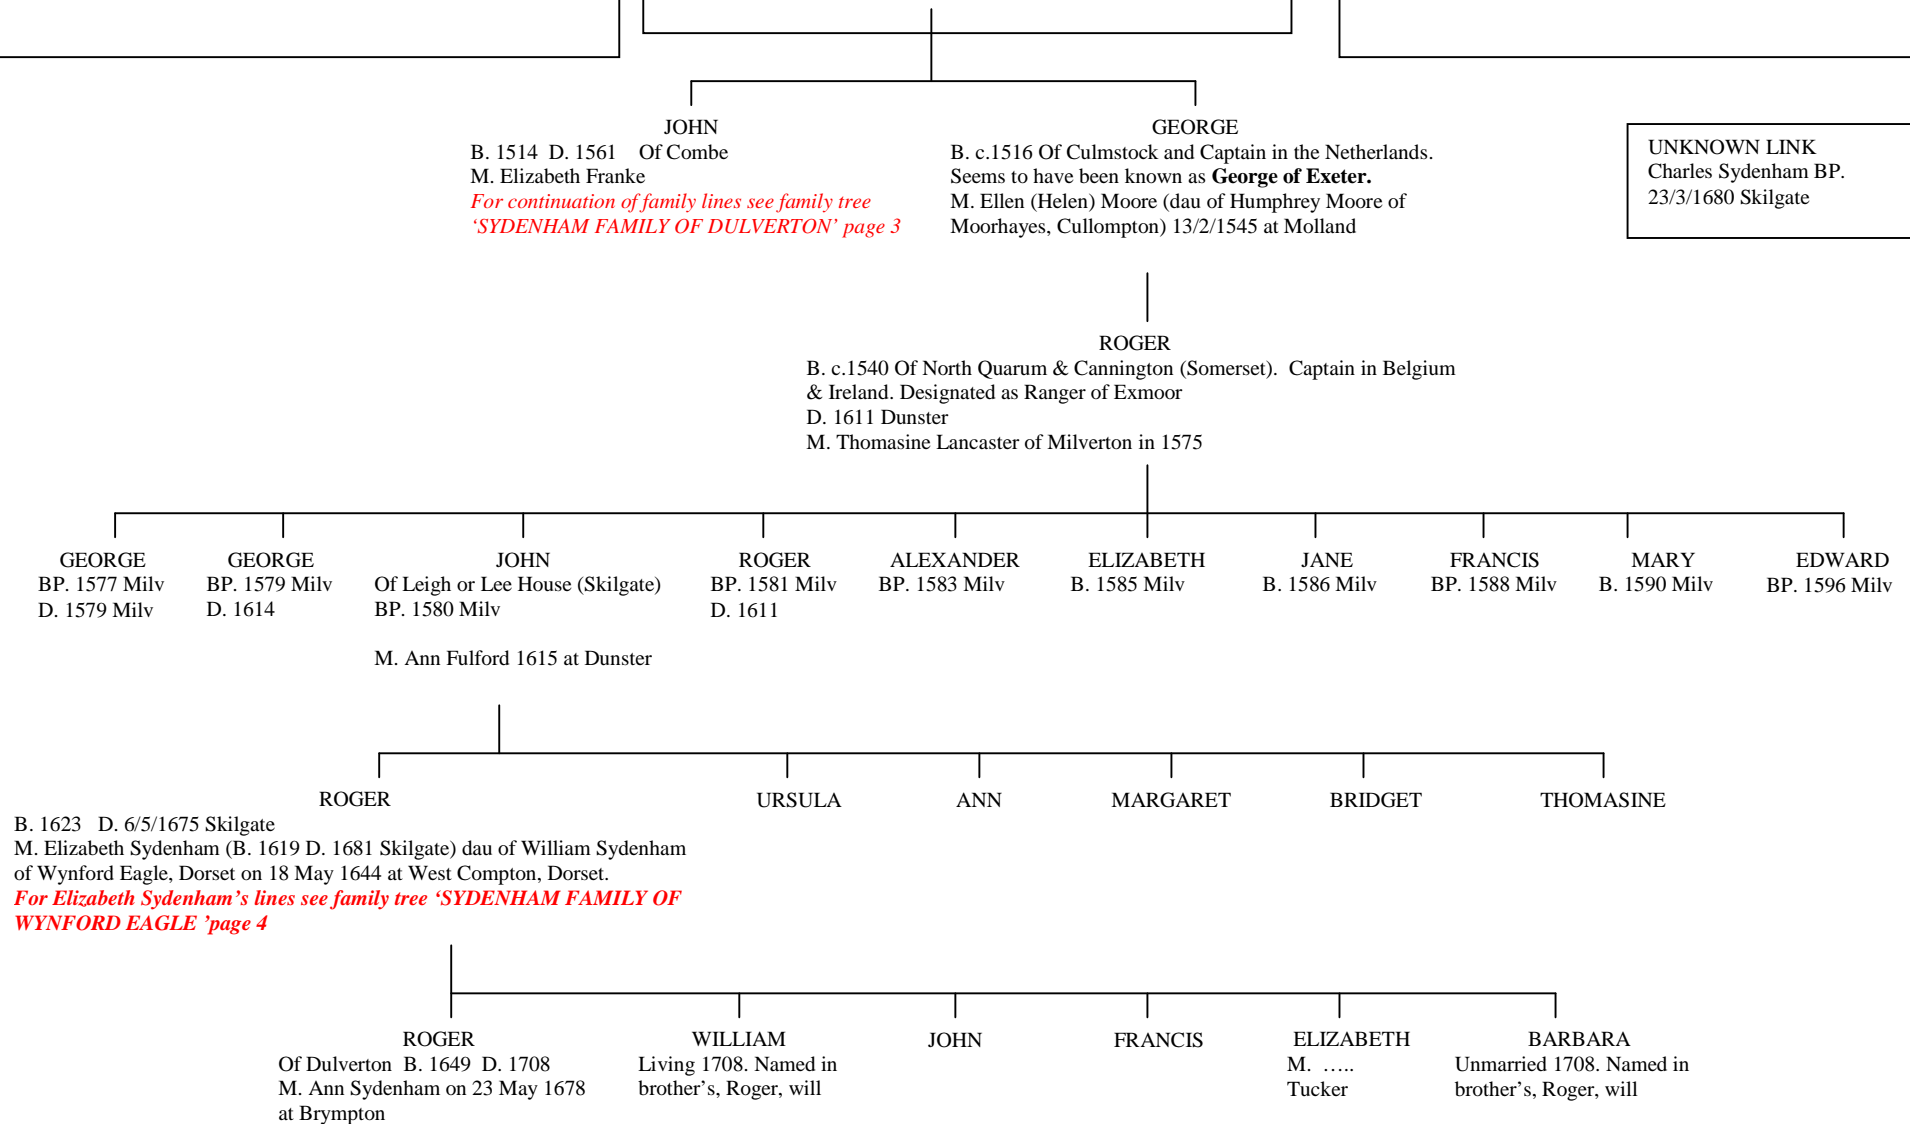 JOHN
B. 1514 D. 1561 Of Combe
M. Elizabeth Franke
For continuation of family lines see family tree
‘SYDENHAM FAMILY OF DULVERTON’ page 3
GEORGE
B. c.1516 Of Culmstock and Captain in the Netherlands.
Seems to have been known as George of Exeter.
M. Ellen (Helen) Moore (dau of Humphrey Moore of
Moorhayes, Cullompton) 13/2/1545 at Molland
UNKNOWN LINK
Charles Sydenham BP.
23/3/1680 Skilgate
ROGER
B. c.1540 Of North Quarum & Cannington (Somerset). Captain in Belgium
& Ireland. Designated as Ranger of Exmoor
D. 1611 Dunster
M. Thomasine Lancaster of Milverton in 1575
GEORGE
BP. 1577 Milv
D. 1579 Milv
GEORGE
BP. 1579 Milv
D. 1614
JOHN
Of Leigh or Lee House (Skilgate)
BP. 1580 Milv
M. Ann Fulford 1615 at Dunster
ROGER
BP. 1581 Milv
D. 1611
ALEXANDER
BP. 1583 Milv
ELIZABETH
B. 1585 Milv
JANE
B. 1586 Milv
FRANCIS
BP. 1588 Milv
MARY
B. 1590 Milv
EDWARD
BP. 1596 Milv
ROGER
B. 1623 D. 6/5/1675 Skilgate
M. Elizabeth Sydenham (B. 1619 D. 1681 Skilgate) dau of William Sydenham
of Wynford Eagle, Dorset on 18 May 1644 at West Compton, Dorset.
For Elizabeth Sydenham’s lines see family tree ‘SYDENHAM FAMILY OF
WYNFORD EAGLE ’page 4
URSULA
ANN
MARGARET
BRIDGET
THOMASINE
ROGER
Of Dulverton B. 1649 D. 1708
M. Ann Sydenham on 23 May 1678
at Brympton
WILLIAM
Living 1708. Named in
brother’s, Roger, will
JOHN
FRANCIS
ELIZABETH
M. …..
Tucker
BARBARA
Unmarried 1708. Named in
brother’s, Roger, will